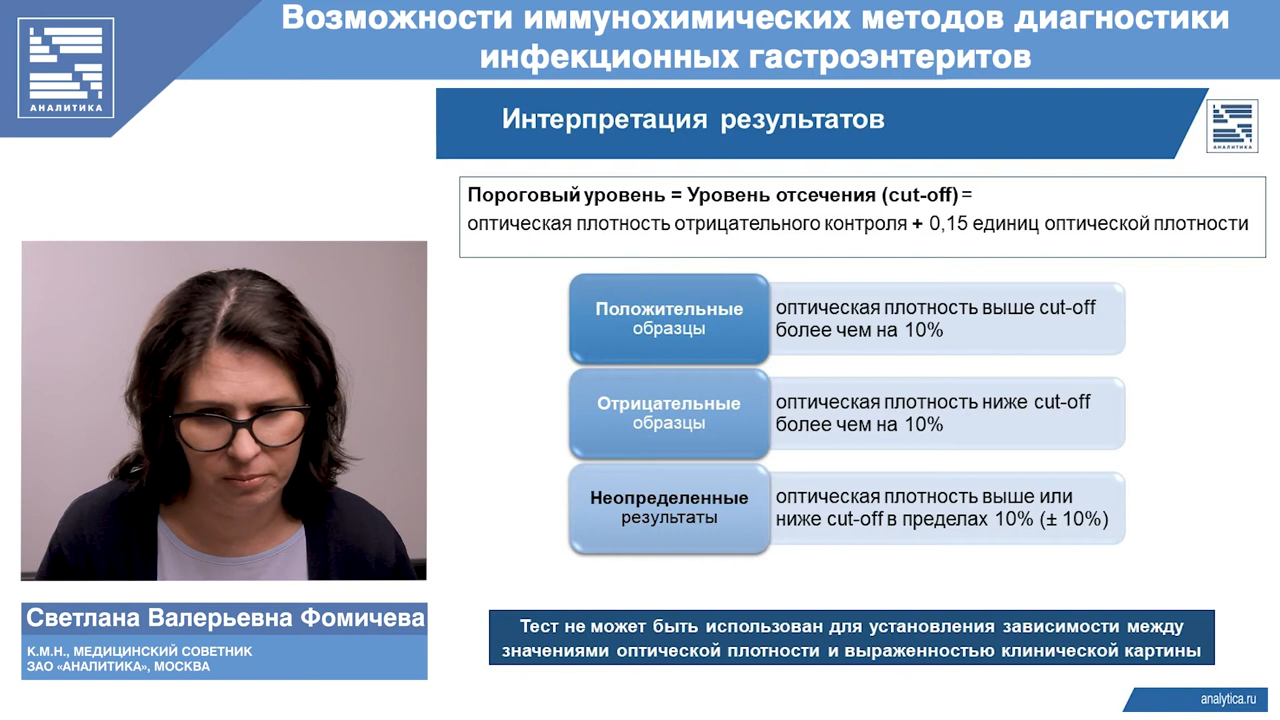 Возможности иммунохимических методов диагностики
инфекционных гастроэнтеритов
АНАЛИТИКА
Интерпретация результатов
АНАЛИТИКА
Пороговый уровень = Уровень отсечения (cut-off) =
оптическая плотность отрицательного контроля + 0,15 единиц оптической плотности
Положительные
образцы
оптическая плотность выше cut-off
более чем на 10%
Отрицательные
образцы
оптическая плотность ниже cut-off
более чем на 10%
Неопределенные
результаты
оптическая плотность выше или
ниже cut-off в пределах 10% (± 10%)
Светлана Валерьевна Фомичева
К.М.Н., МЕДИЦИНСКИЙ СОВЕТНИК
ЗАО «АНАЛИТИКА», МОСКВА
Тест не может быть использован для установления зависимости между
значениями оптической плотности и выраженностью клинической картины
analytica.ru